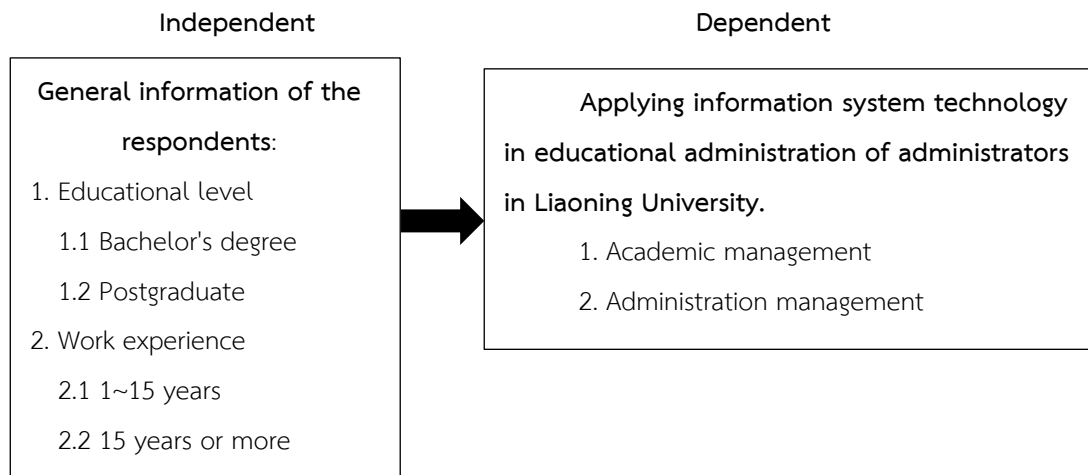 Independent
Dependent
General information of the
respondents:
1. Educational level
1.1 Bachelor's degree
1.2 Postgraduate
2. Work experience
2.1 1~15 years
2.2 15 years or more
Applying information system technology
in educational administration of administrators
in Liaoning University.
1. Academic management
2. Administration management